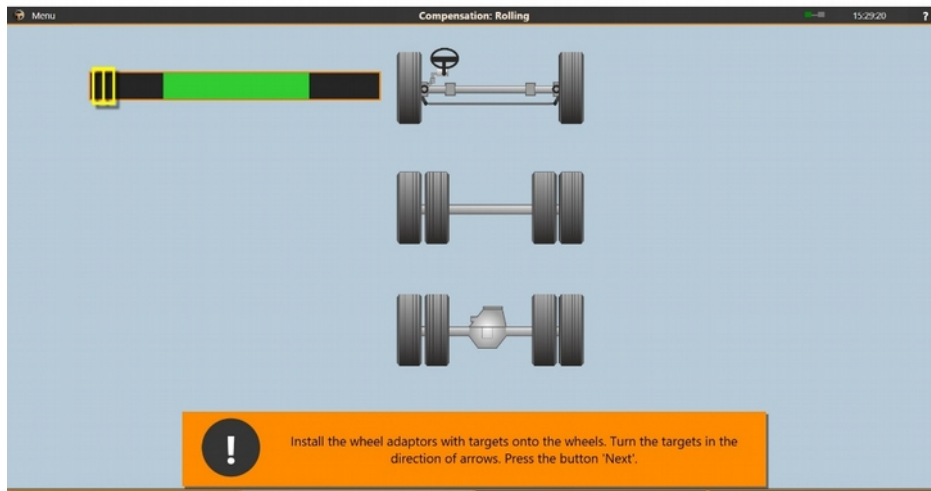 Menu
Compensation: Rolling
15:29:20
?
!
Install the wheel adaptors with targets onto the wheels. Turn the targets in the
direction of arrows. Press the button 'Next'.